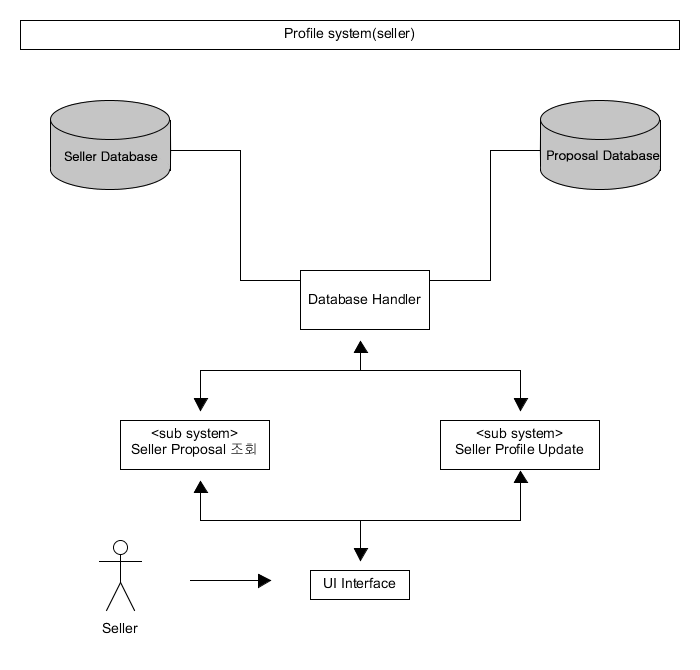 Profile system(seller)
Seller Database
Proposal Database
Database Handler
<sub system>
Seller Proposal 조회
<sub system>
Seller Profile Update
UI Interface
Seller